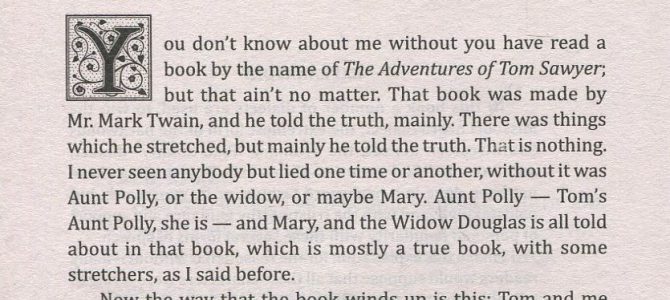 You don’t know about me without you have read a
book by the name of The Adventures of Tom Sawyer;
but that ain’t no matter. That book was made by
Mr. Mark Twain, and he told the truth, mainly. There was things
which he stretched, but mainly he told the truth. That is nothing.
I never seen anybody but lied one time or another, without it was
Aunt Polly, or the widow, or maybe Mary. Aunt Polly — Tom’s
Aunt Polly, she is — and Mary, and the Widow Douglas is all told
about in that book, which is mostly a true book, with some
stretchers, as I said before.
Now the way that the book winds up is this: Tom and me